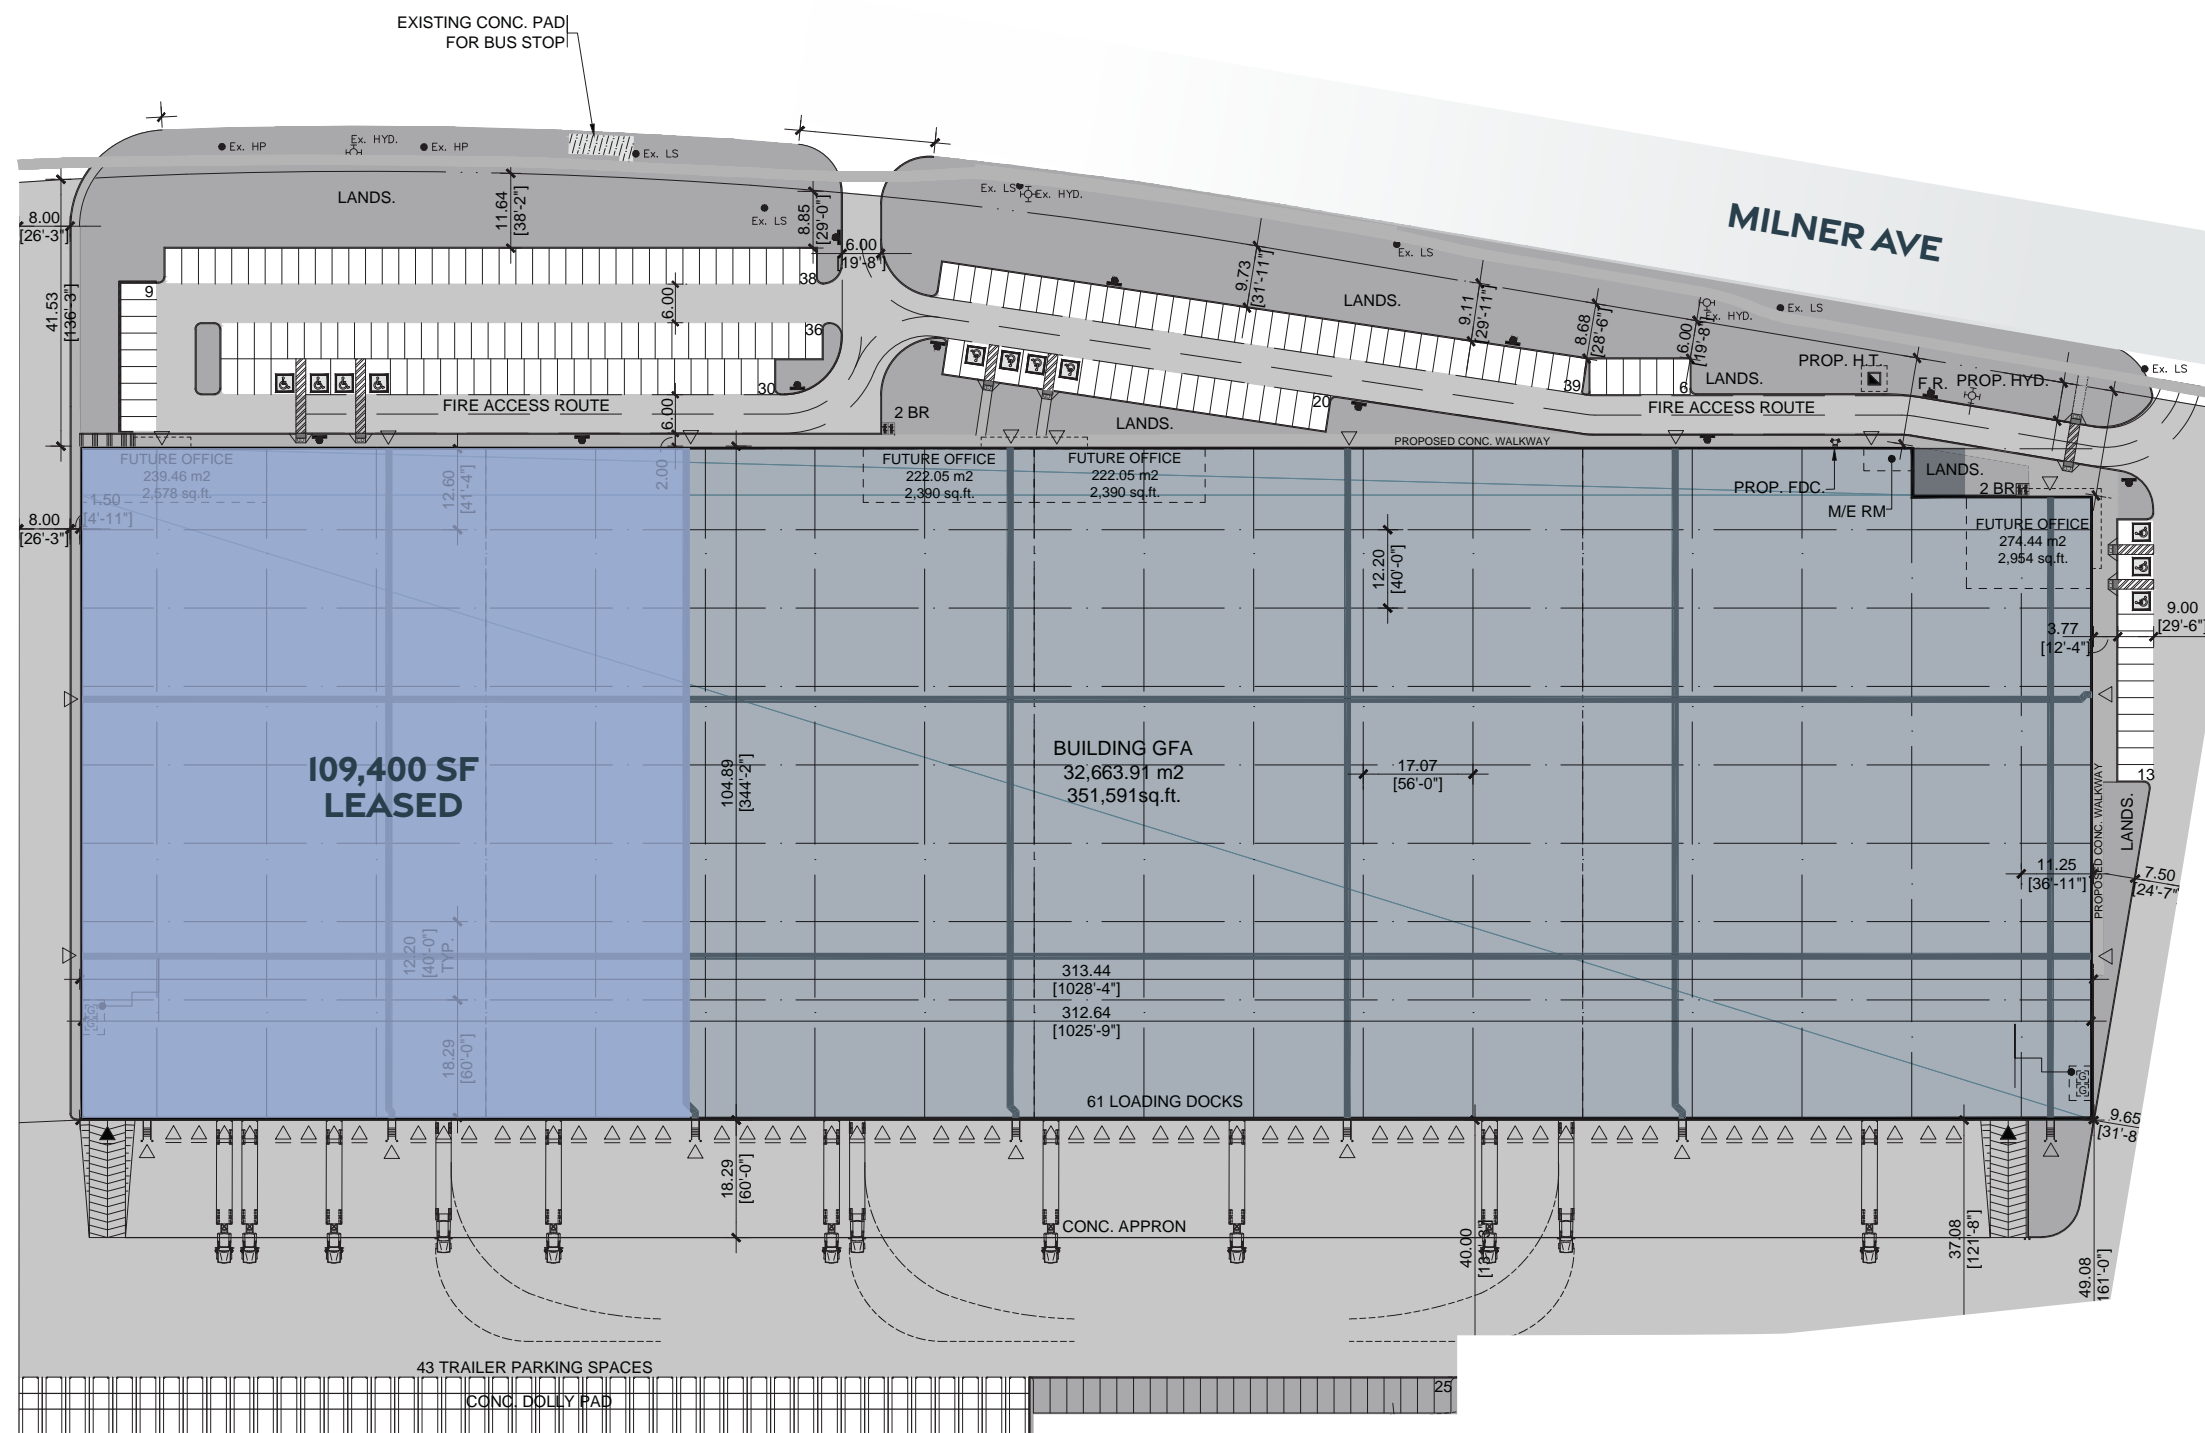 EXISTING CONC. PAD
FOR BUS STOP
Ex. HP
Ex. HYD.
Ex. HP
Ex. LS
LANDS.
11.64
[38'-2"]
Ex. LS
8.85
[29'-0"]
Ex. LS
Ex. HYD.
MILNER AVE
8.00
[26'-3"]
6.00
[19'-8"]
Ex. LS
9.73
[31'-11"]
41.53
[136'-3"]
9
38
6.00
LANDS.
9.11
[29'-11"]
8.68
[28'-6"]
6.00
[19'-8"]
Ex. HYD.
Ex. LS
36
PROP. H.T.
Ex. LS
30
39
6
LANDS.
F.R.
PROP. HYD.
FIRE ACCESS ROUTE
6.00
2 BR
20
LANDS.
FIRE ACCESS ROUTE
PROPOSED CONC. WALKWAY
FUTURE OFFICE
239.46 m2
2,578 sq.ft.
12.60
[41'-4"]
2.00
FUTURE OFFICE
222.05 m2
2,390 sq.ft.
FUTURE OFFICE
222.05 m2
2,390 sq.ft.
LANDS.
PROP. FDC.
2 BR
M/E RM
1.50
[4'-11"]
8.00
[26'-3"]
FUTURE OFFICE
274.44 m2
2,954 sq.ft.
12.20
[40'-0"]
9.00
[29'-6"]
3.77
[12'-4"]
109,400 SF
LEASED
104.89
[344'-2"]
BUILDING GFA
32,663.91 m2
351,591sq.ft.
17.07
[56'-0"]
13
PROPOSED CONC. WALKWAY
LANDS.
11.25
[36'-11"]
7.50
[24'-7"
12.20
[40'-0"]
TYP.
313.44
[1028'-4"]
312.64
[1025'-9"]
18.29
[60'-0"]
61 LOADING DOCKS
9.65
[31'-8
18.29
[60'-0"]
CONC. APPRON
40.00
37.08
[121'-8"]
49.08
161'-0"]
43 TRAILER PARKING SPACES
CONC. DOLLY PAD
25